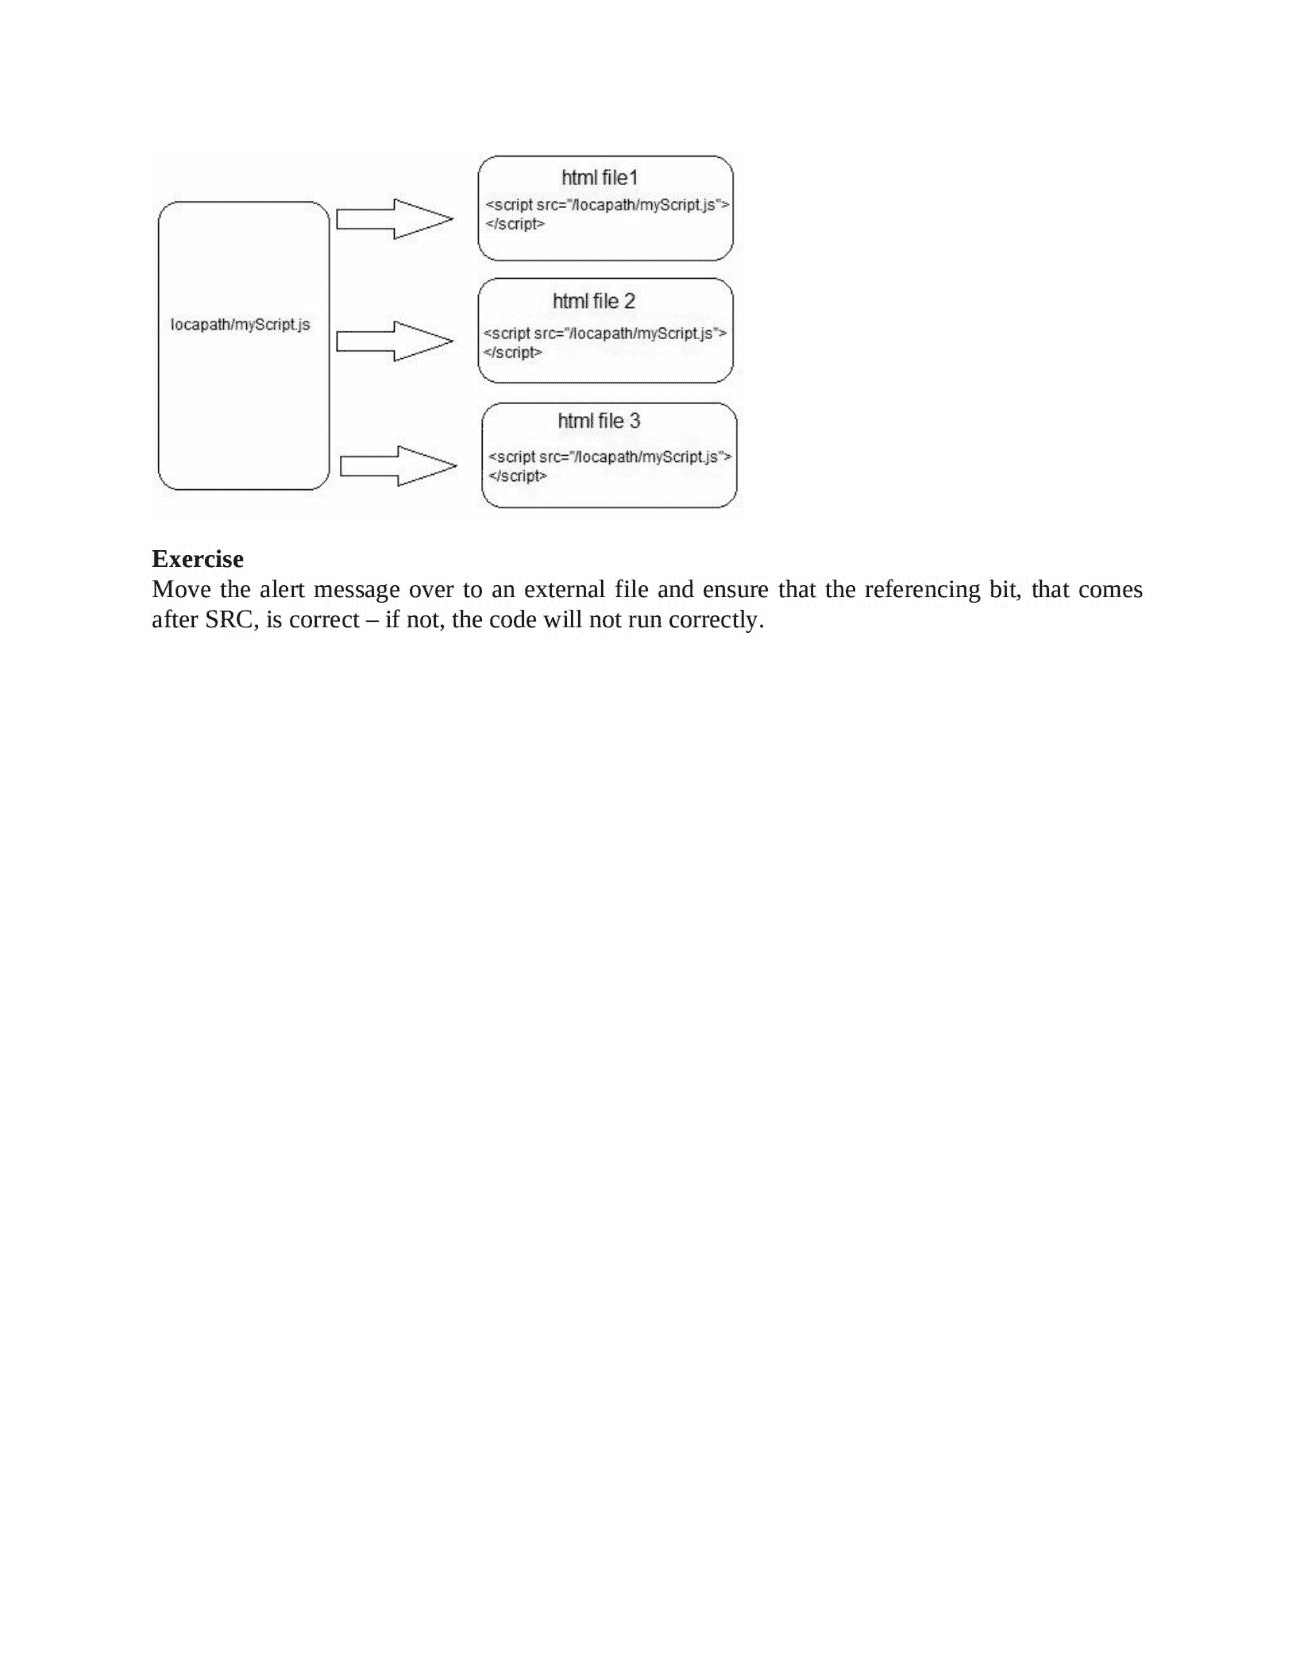 html file1
<script src="/locapath/myScript.js">
</script>
locapath/myScript.js
html file 2
<script src="/locapath/myScript.js">
</script>
html file 3
<script src="/locapath/myScript.js">
</script>
Exercise
Move the alert message over to an external file and ensure that the referencing bit, that comes
after SRC, is correct – if not, the code will not run correctly.